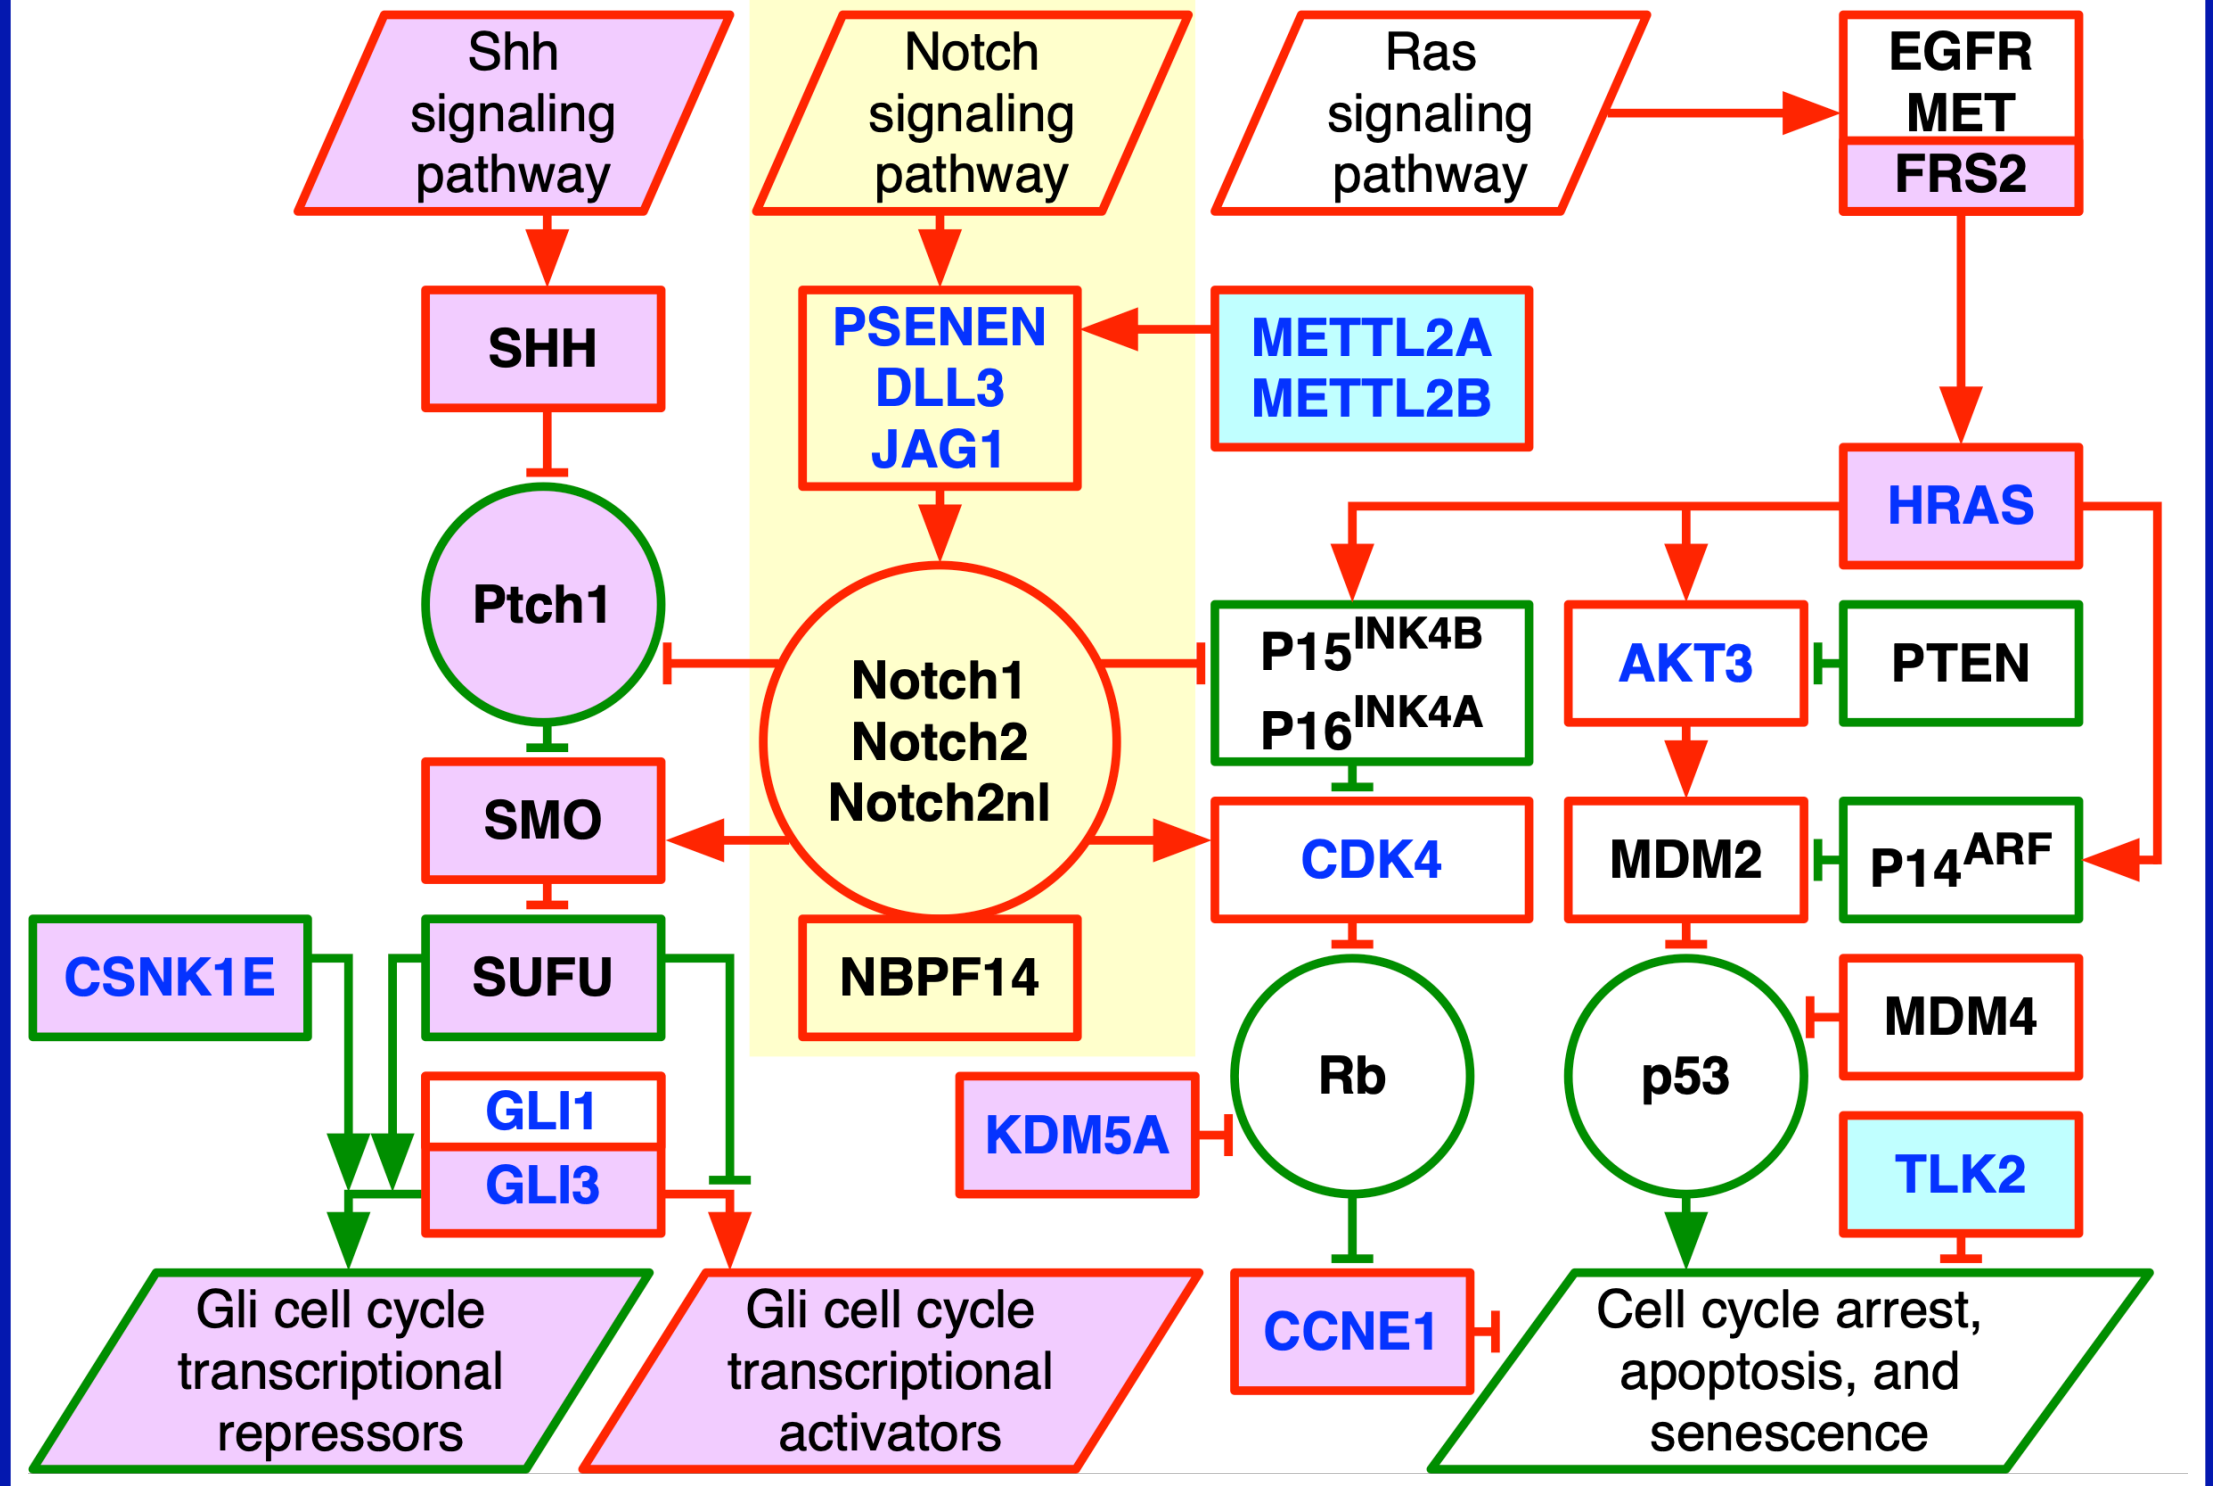 Shh
signaling
pathway
Notch
signaling
pathway
Ras
signaling
pathway
EGFR
MET
FRS2
SHH
PSENEN
DLL3
JAG1
METTL2A
METTL2B
HRAS
Ptch1
Notch1
Notch2
Notch2nl
P15INK4B
P16INK4A
AKT3
PTEN
SMO
CDK4
MDM2
P14ARF
CSNK1E
SUFU
NBPF14
Rb
p53
MDM4
GLI1
GLI3
KDM5A
TLK2
Gli cell cycle
transcriptional
repressors
Gli cell cycle
transcriptional
activators
CCNE1
Cell cycle arrest,
apoptosis, and
senescence